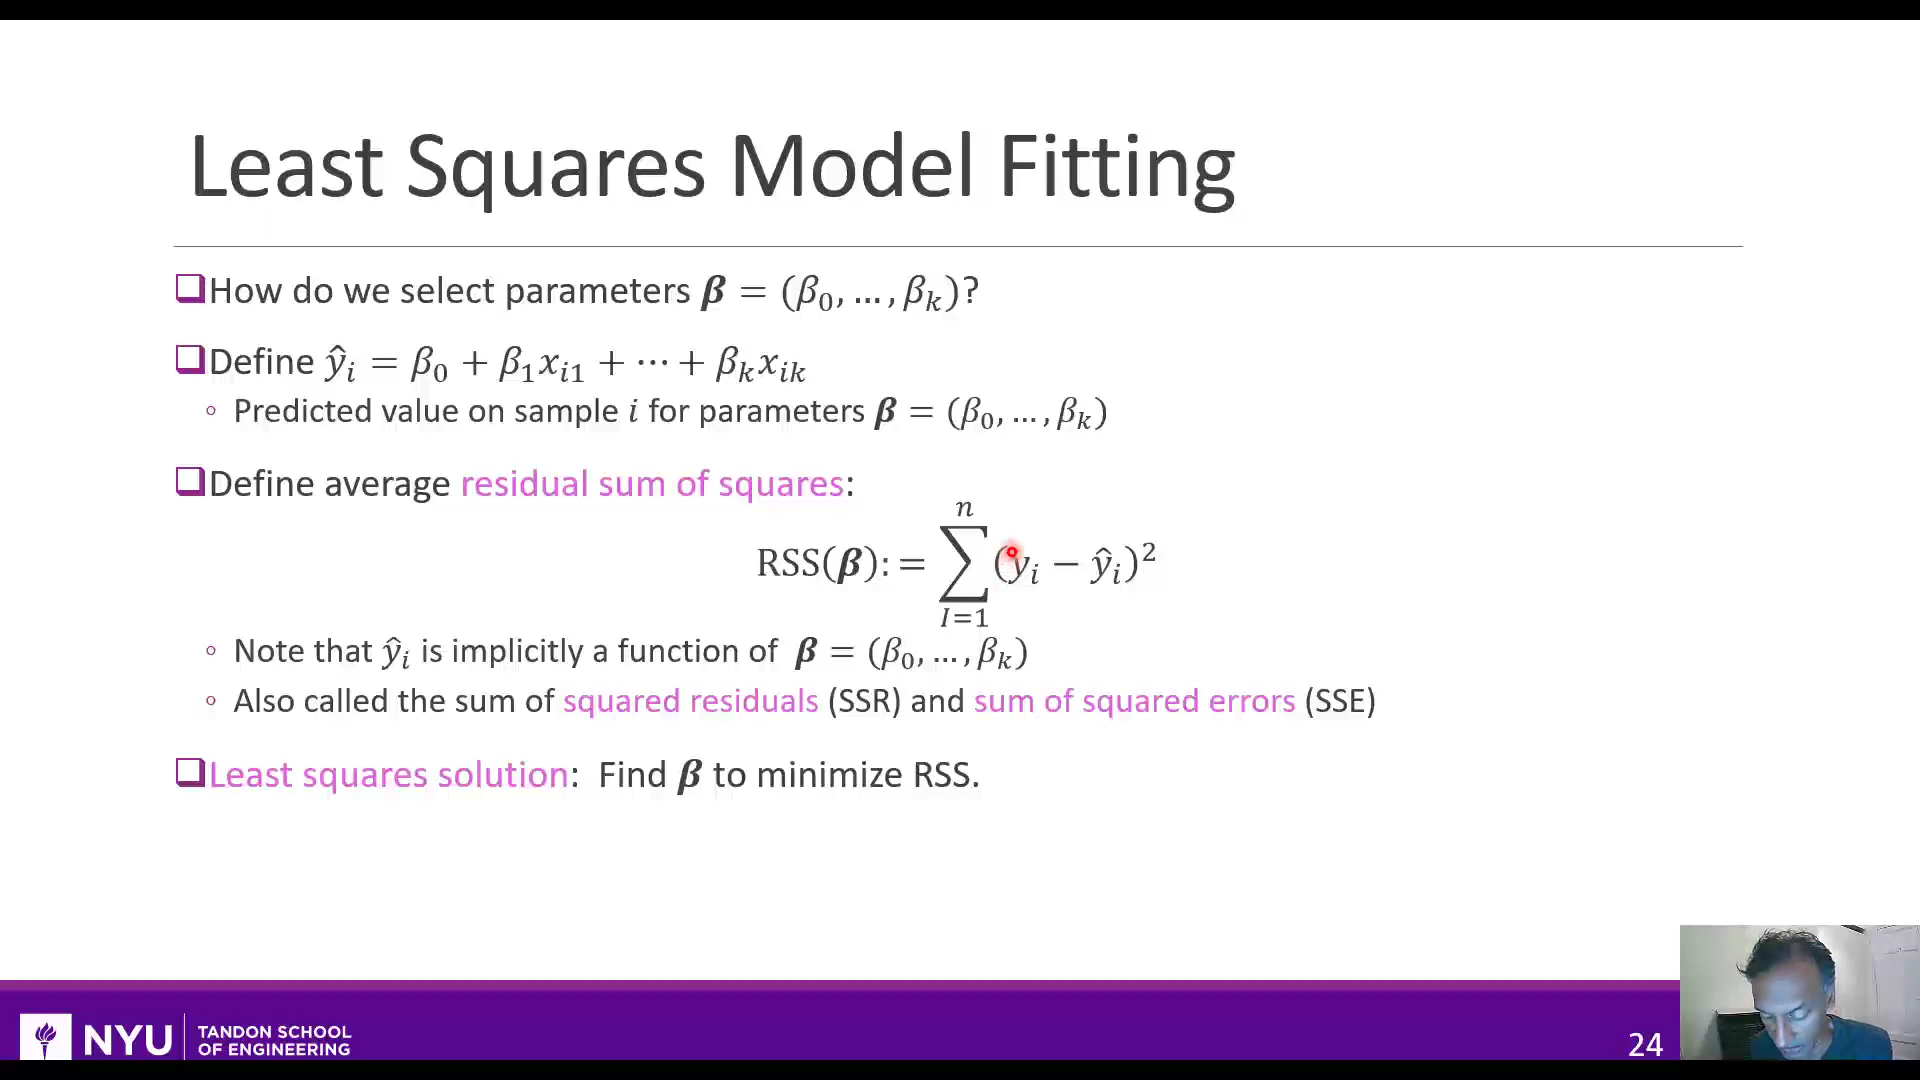 Least Squares Model Fitting
❑How do we select parameters 𝜷 = (β₀, … , βₖ)?
❑Define ŷᵢ = β₀ + β₁xᵢ₁ + ⋯ + βₖxᵢₖ
◦ Predicted value on sample i for parameters 𝜷 = (β₀, … , βₖ)
❑Define average residual sum of squares:
RSS(𝜷): = ∑_{I=1}^{n} (yᵢ − ŷᵢ)²
◦ Note that ŷᵢ is implicitly a function of 𝜷 = (β₀, … , βₖ)
◦ Also called the sum of squared residuals (SSR) and sum of squared errors (SSE)
❑Least squares solution: Find 𝜷 to minimize RSS.
NYU
TANDON SCHOOL
OF ENGINEERING
24